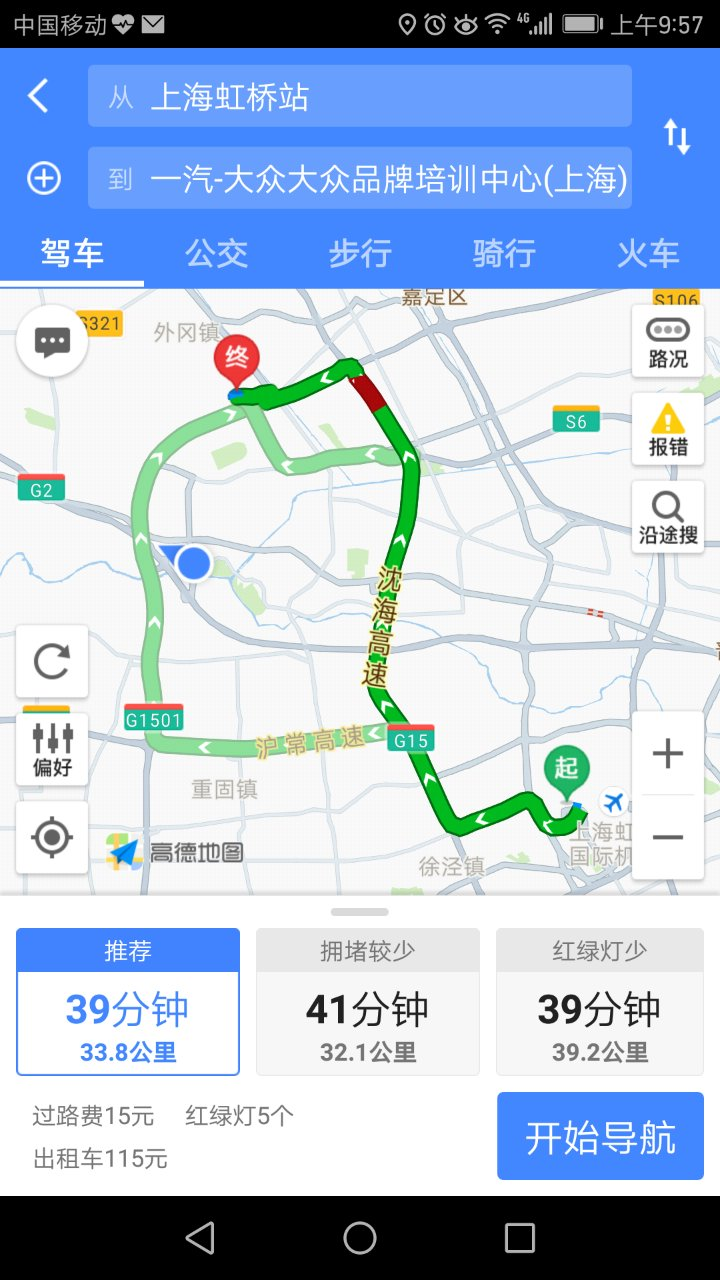 中国移动
4G
上午9:57
从 上海虹桥站
到 一汽-大众大众品牌培训中心(上海)
驾车 公交 步行 骑行 火车
嘉定区
S106
S321
外冈镇
路况
终
S6
报错
G2
沿途搜
沈海高速
G1501
沪常高速
G15
偏好
起
重固镇
高德地图
上海虹
国际机
徐泾镇
推荐
39分钟
33.8公里
拥堵较少
41分钟
32.1公里
红绿灯少
39分钟
39.2公里
过路费15元 红绿灯5个
出租车115元
开始导航